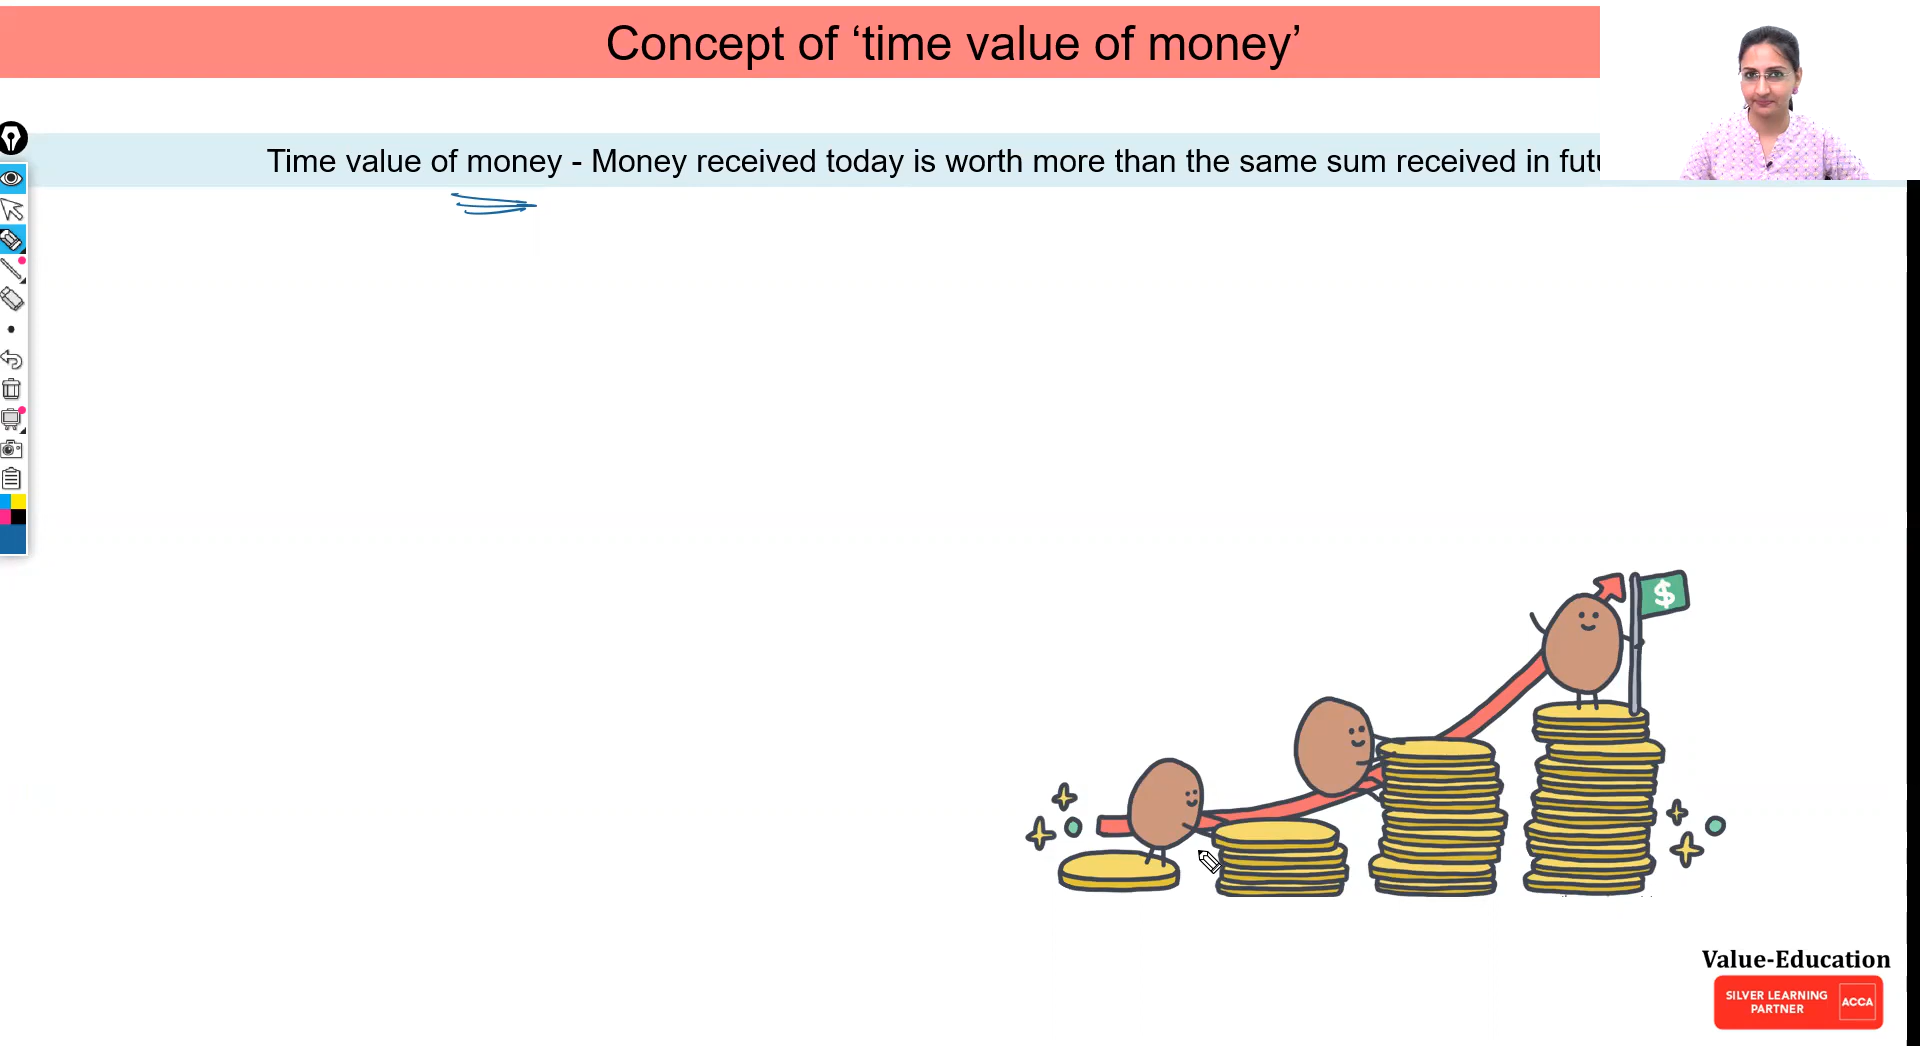 Concept of ‘time value of money’
Time value of money - Money received today is worth more than the same sum received in
$
Value-Education
SILVER LEARNING
PARTNER
ACCA